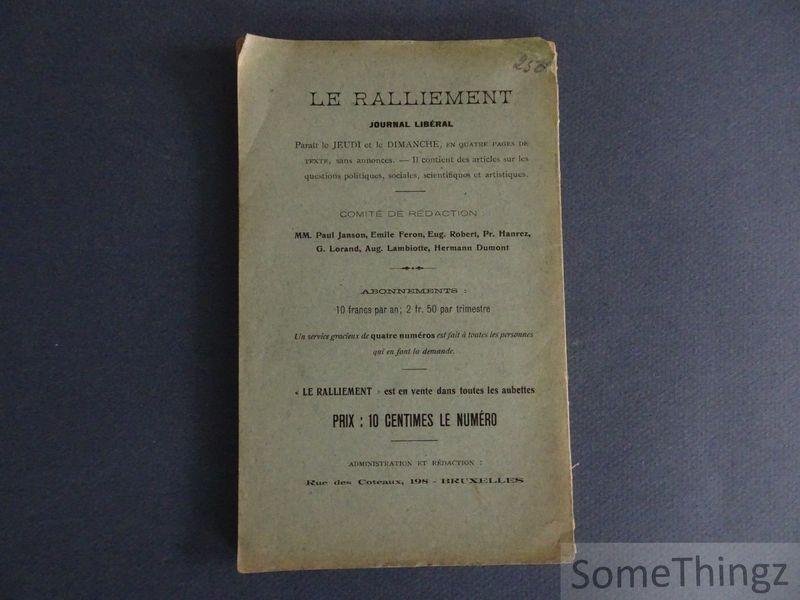 LE RALLIEMENT
JOURNAL LIBÉRAL
Paraît le JEUDI et le DIMANCHE, EN QUATRE PAGES DE
TEXTE, sans annonces. — Il contient des articles sur les
questions politiques, sociales, scientifiques et artistiques.
COMITÉ DE RÉDACTION
MM. Paul Janson, Emile Feron, Eug. Robert, Pr. Hanrez,
G. Lorand, Aug. Lambiotte, Hermann Dumont
ABONNEMENTS :
10 francs par an; 2 fr. 50 par trimestre
Un service gracieux de quatre numéros est fait à toutes les personnes
qui en font la demande.
« LE RALLIEMENT » est en vente dans toutes les aubettes
PRIX : 10 CENTIMES LE NUMÉRO
ADMINISTRATION ET RÉDACTION :
Rue des Coteaux, 198 - BRUXELLES
SomeThingz